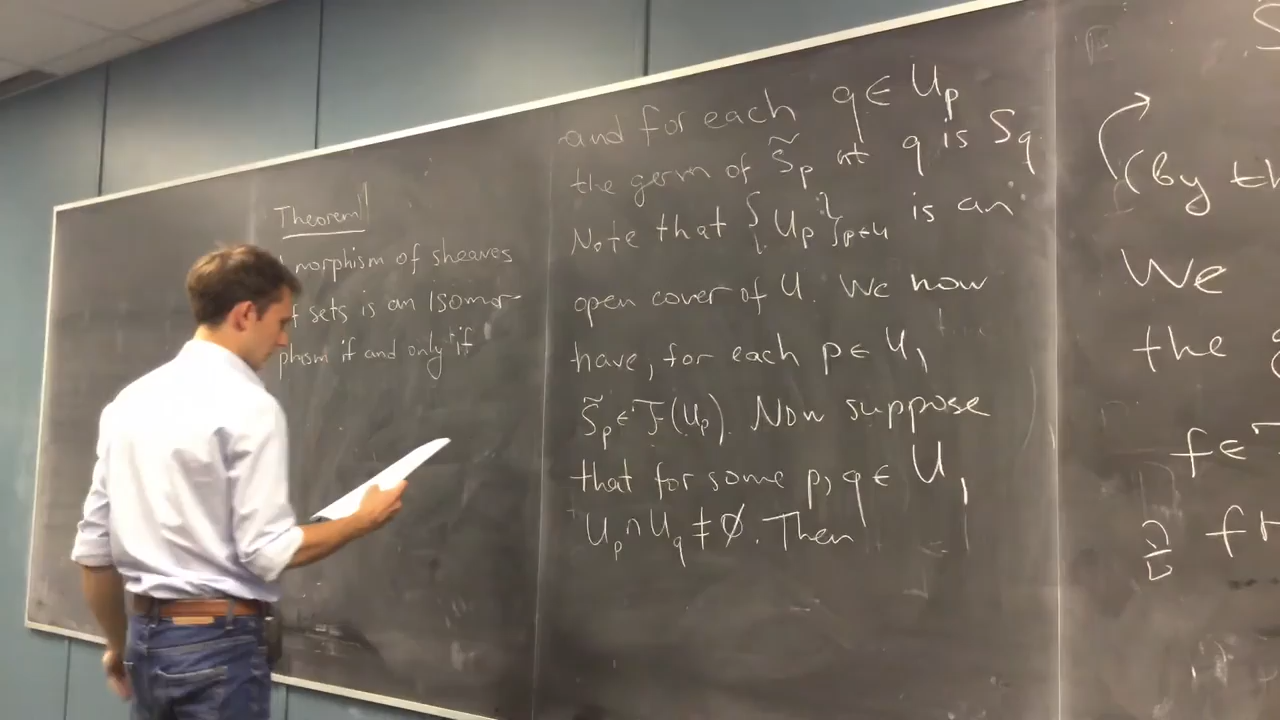 Theorem
morphism of sheaves
f sets is an isomor-
phism if and only if
and for each q ∈ U_p
the germ of S̃_p at q is S_q.
Note that {U_p}_{p∈U} is an
open cover of U. We now
have, for each p ∈ U,
S̃_p ∈ F(U_p). Now suppose
that for some p, q ∈ U,
U_p ∩ U_q ≠ ∅. Then
(By th
We
the
f ∈